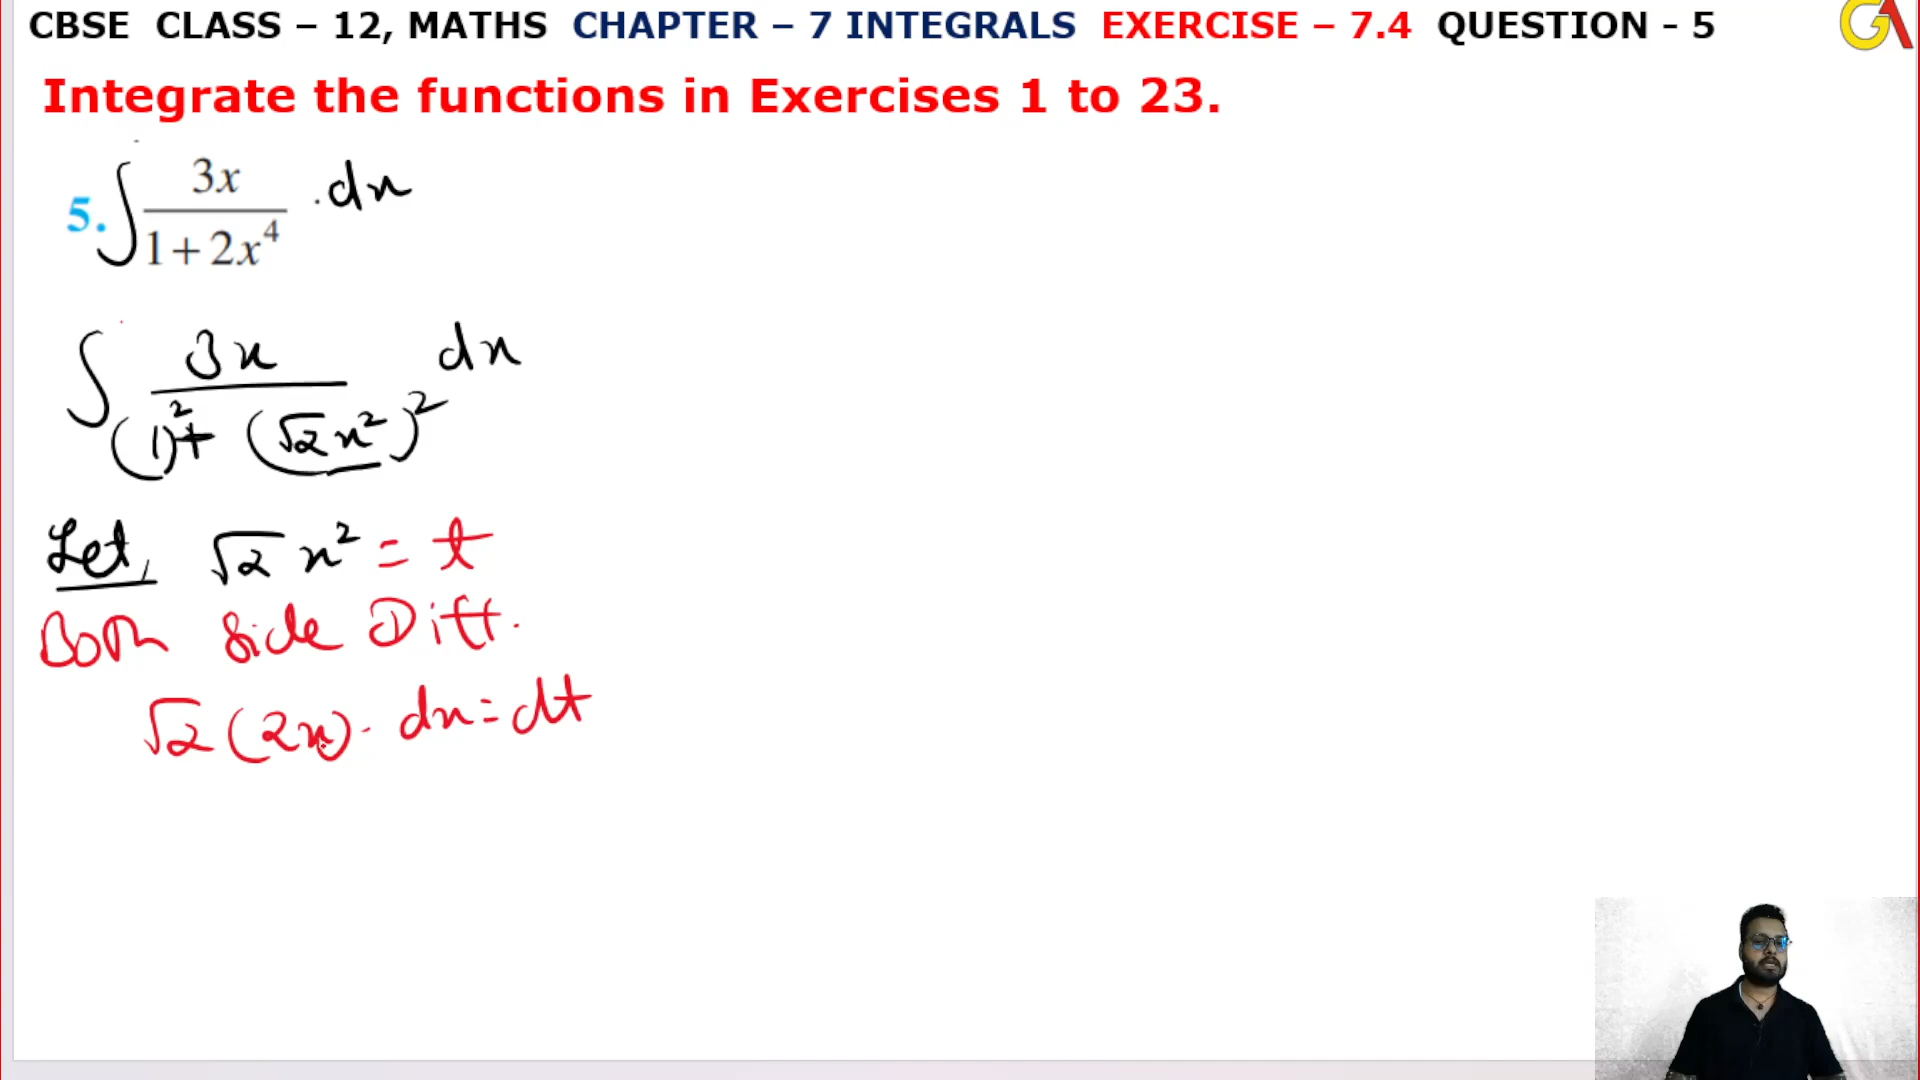 CBSE CLASS – 12, MATHS CHAPTER – 7 INTEGRALS EXERCISE – 7.4 QUESTION - 5
GA
Integrate the functions in Exercises 1 to 23.
5. ∫ 3x / 1+2x⁴ . dx
∫ 3x / (1)² + (√2x²)² dx
Let, √2 x² = t
Both Side Diff.
√2 (2x) . dx = dt